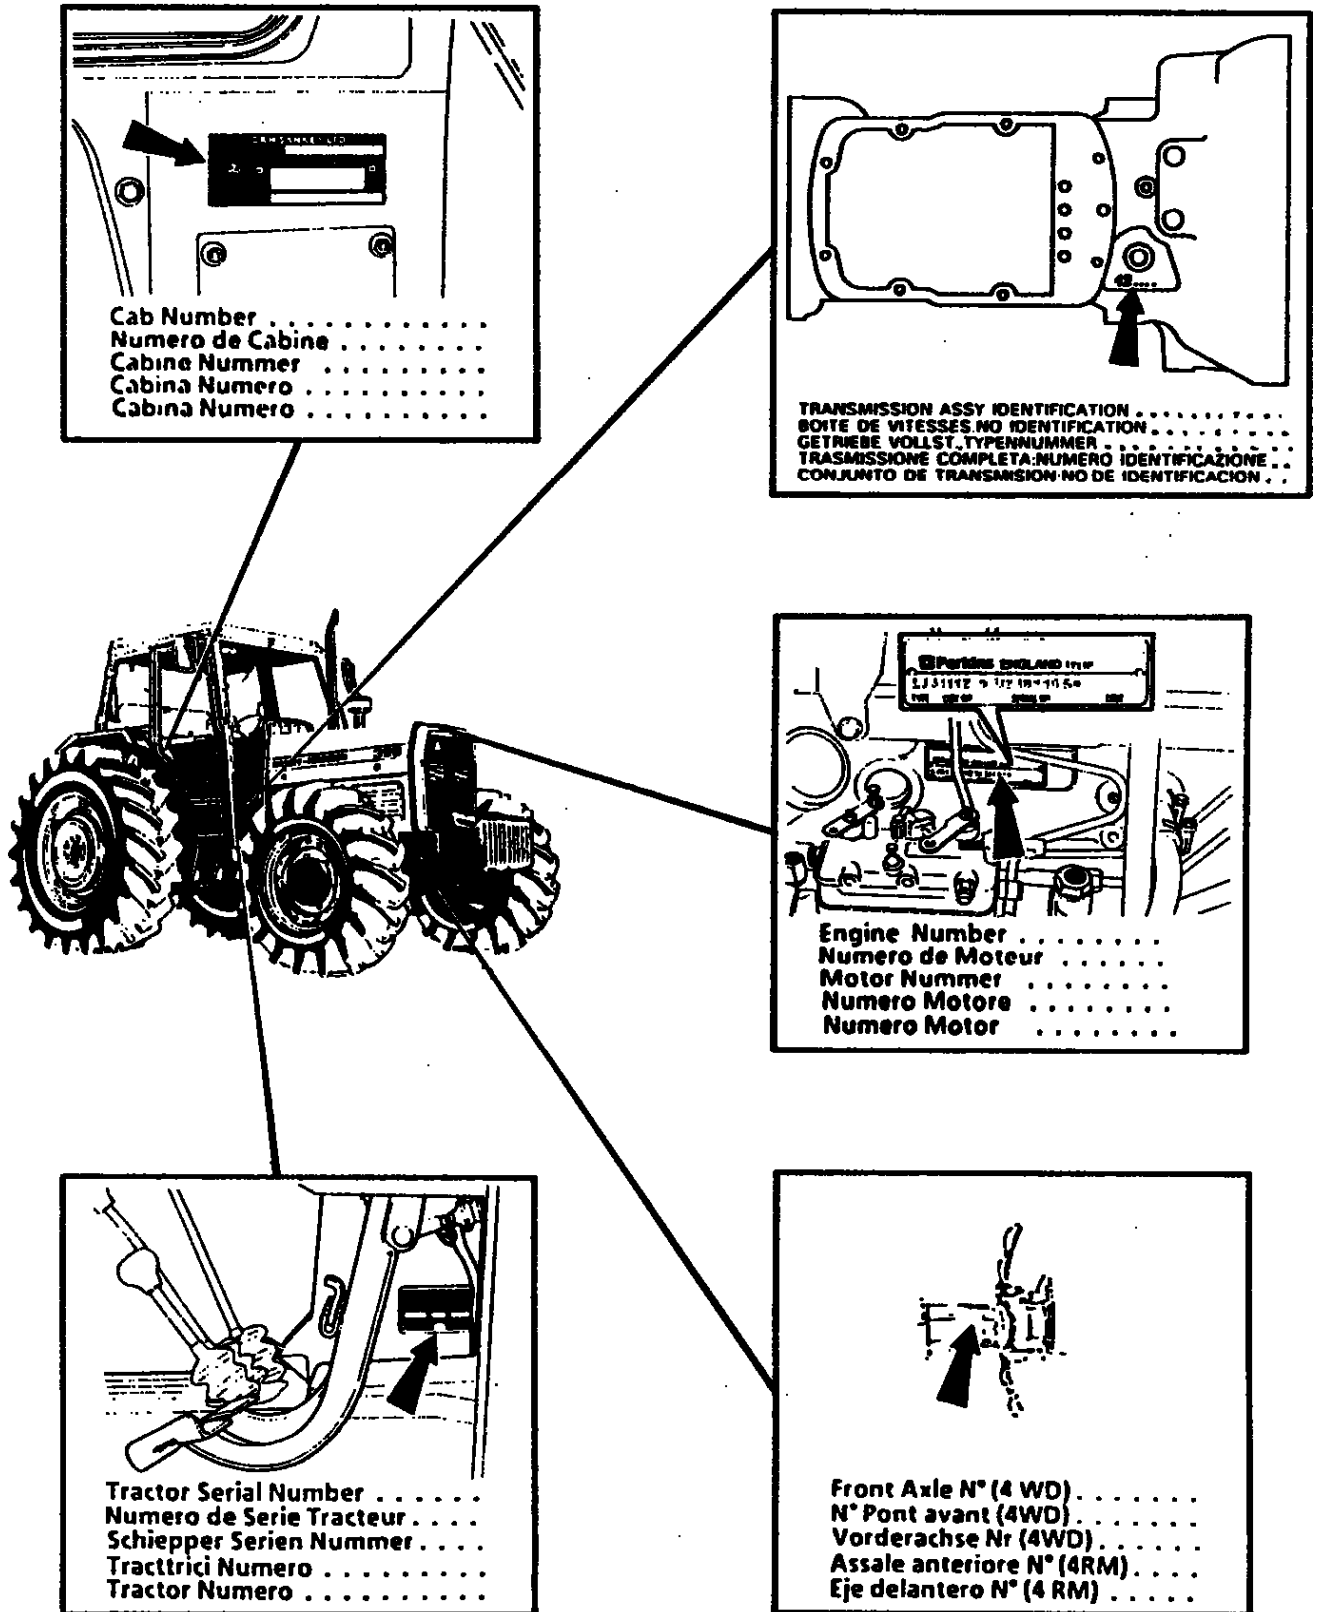 Cab Number . . . . . . . . . . .
Numero de Cabine . . . . . . . .
Cabine Nummer . . . . . . . . .
Cabina Numero . . . . . . . . . .
Cabina Numero . . . . . . . . . .
TRANSMISSION ASSY IDENTIFICATION . . . . . . . . . .
BOITE DE VITESSES.NO IDENTIFICATION . . . . . . . . .
GETRIEBE VOLLST.,TYPENNUMMER . . . . . . . . . . . .
TRASMISSIONE COMPLETA:NUMERO IDENTIFICAZIONE . .
CONJUNTO DE TRANSMISION·NO DE IDENTIFICACION . .
Perkins ENGLAND
Engine Number . . . . . . . .
Numero de Moteur . . . . . .
Motor Nummer . . . . . . . .
Numero Motore . . . . . . . .
Numero Motor . . . . . . . .
Tractor Serial Number . . . . . .
Numero de Serie Tracteur . . . .
Schiepper Serien Nummer . . . .
Tracttrici Numero . . . . . . . . .
Tractor Numero . . . . . . . . . .
Front Axle N° (4 WD) . . . . . . .
N° Pont avant (4WD) . . . . . . .
Vorderachse Nr (4WD) . . . . . .
Assale anteriore N° (4RM) . . . .
Eje delantero N° (4 RM) . . . . .